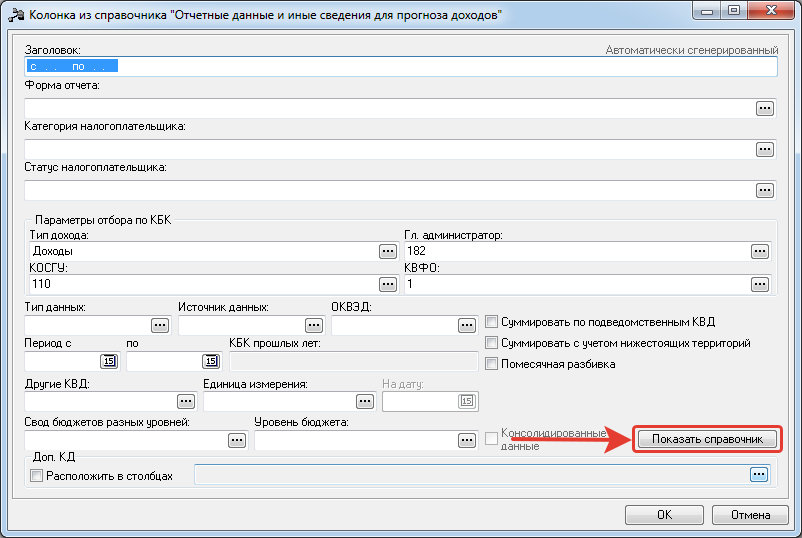 Колонка из справочника "Отчетные данные и иные сведения для прогноза доходов"
Заголовок: Автоматически сгенерированный
с . . по . .
Форма отчета:
Категория налогоплательщика:
Статус налогоплательщика:
Параметры отбора по КБК
Тип дохода: Гл. администратор:
Доходы 182
КОСГУ: КВФО:
110 1
Тип данных: Источник данных: ОКВЭД:
Суммировать по подведомственным КВД
Период с по КБК прошлых лет:
Суммировать с учетом нижестоящих территорий
15 15
Помесячная разбивка
Другие КВД: Единица измерения: На дату:
15
Свод бюджетов разных уровней: Уровень бюджета:
Консолидированные данные
Показать справочник
Доп. КД
Расположить в столбцах
OK Отмена